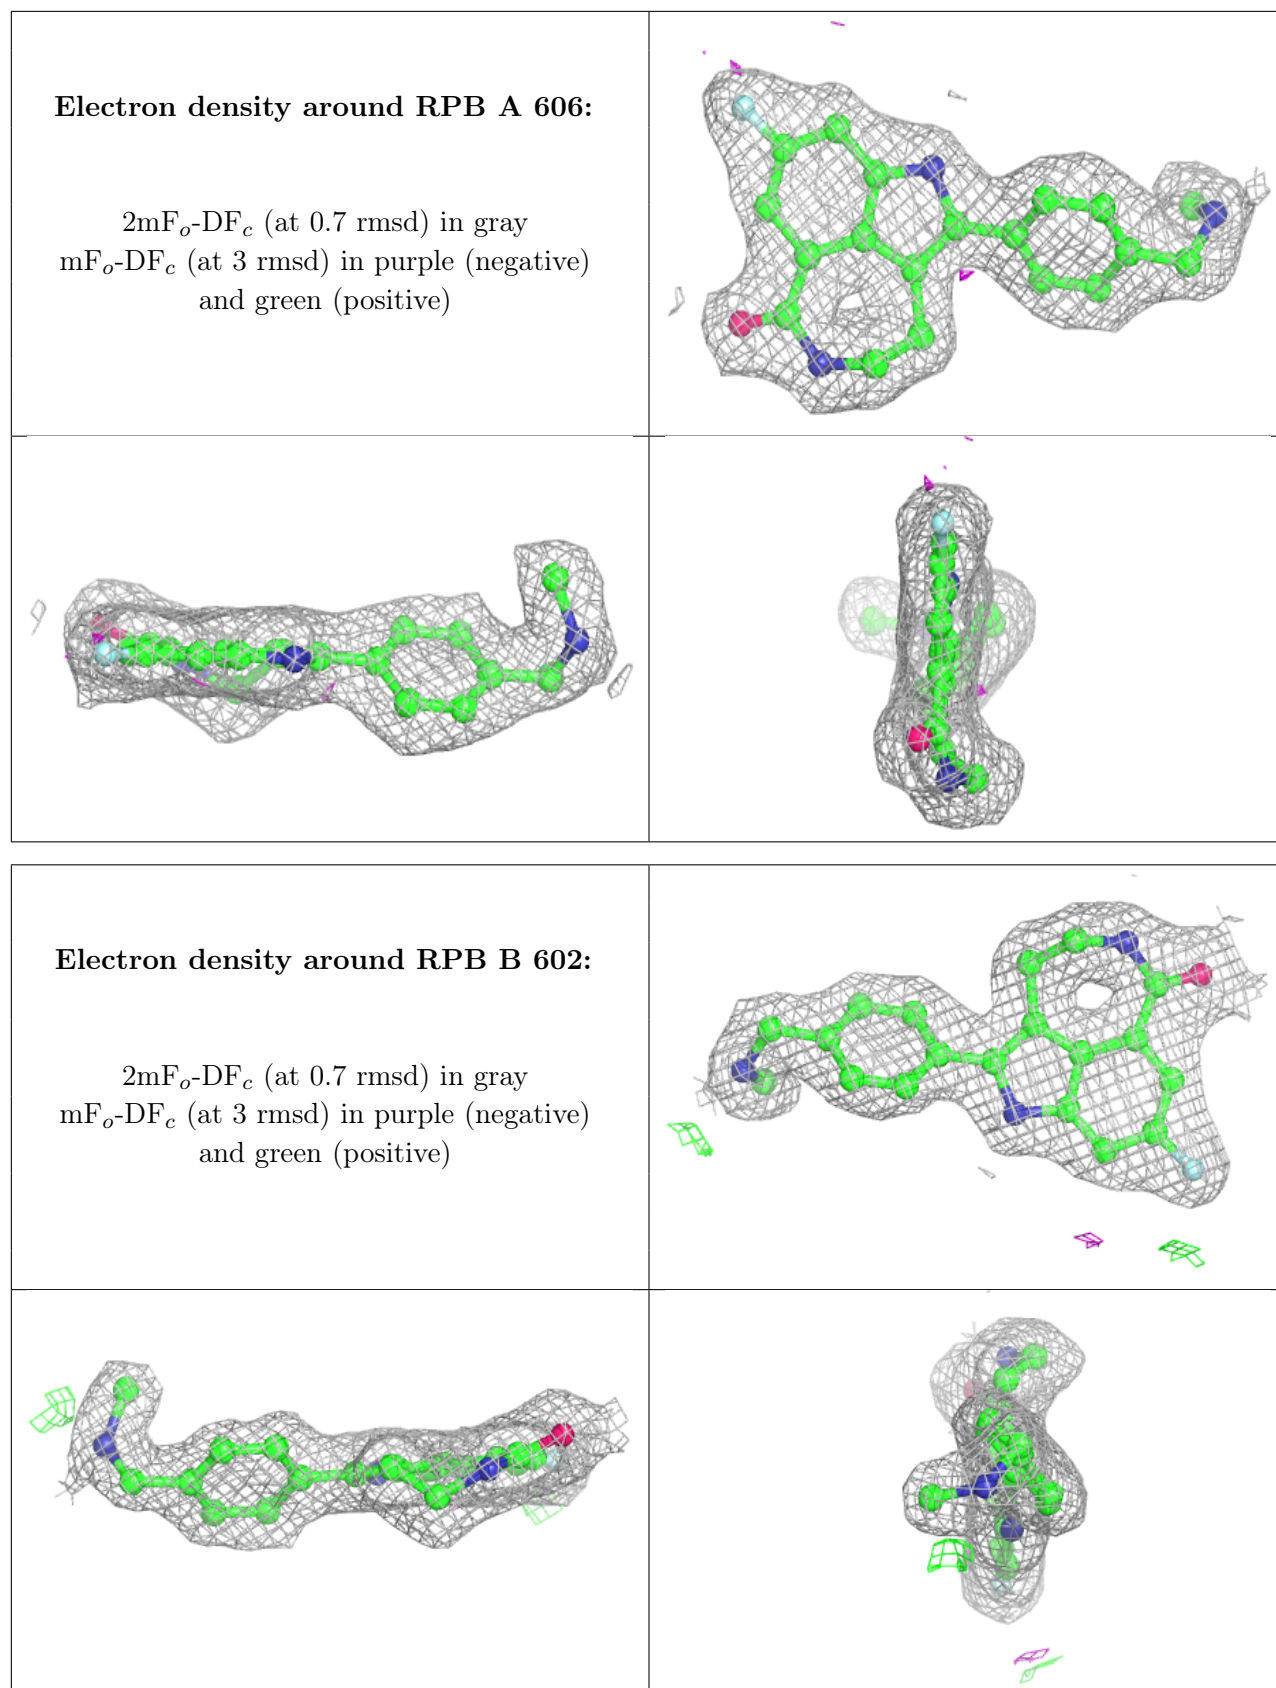 Electron density around RPB A 606:
2mFo-DFc (at 0.7 rmsd) in gray
mFo-DFc (at 3 rmsd) in purple (negative)
and green (positive)
Electron density around RPB B 602:
2mFo-DFc (at 0.7 rmsd) in gray
mFo-DFc (at 3 rmsd) in purple (negative)
and green (positive)